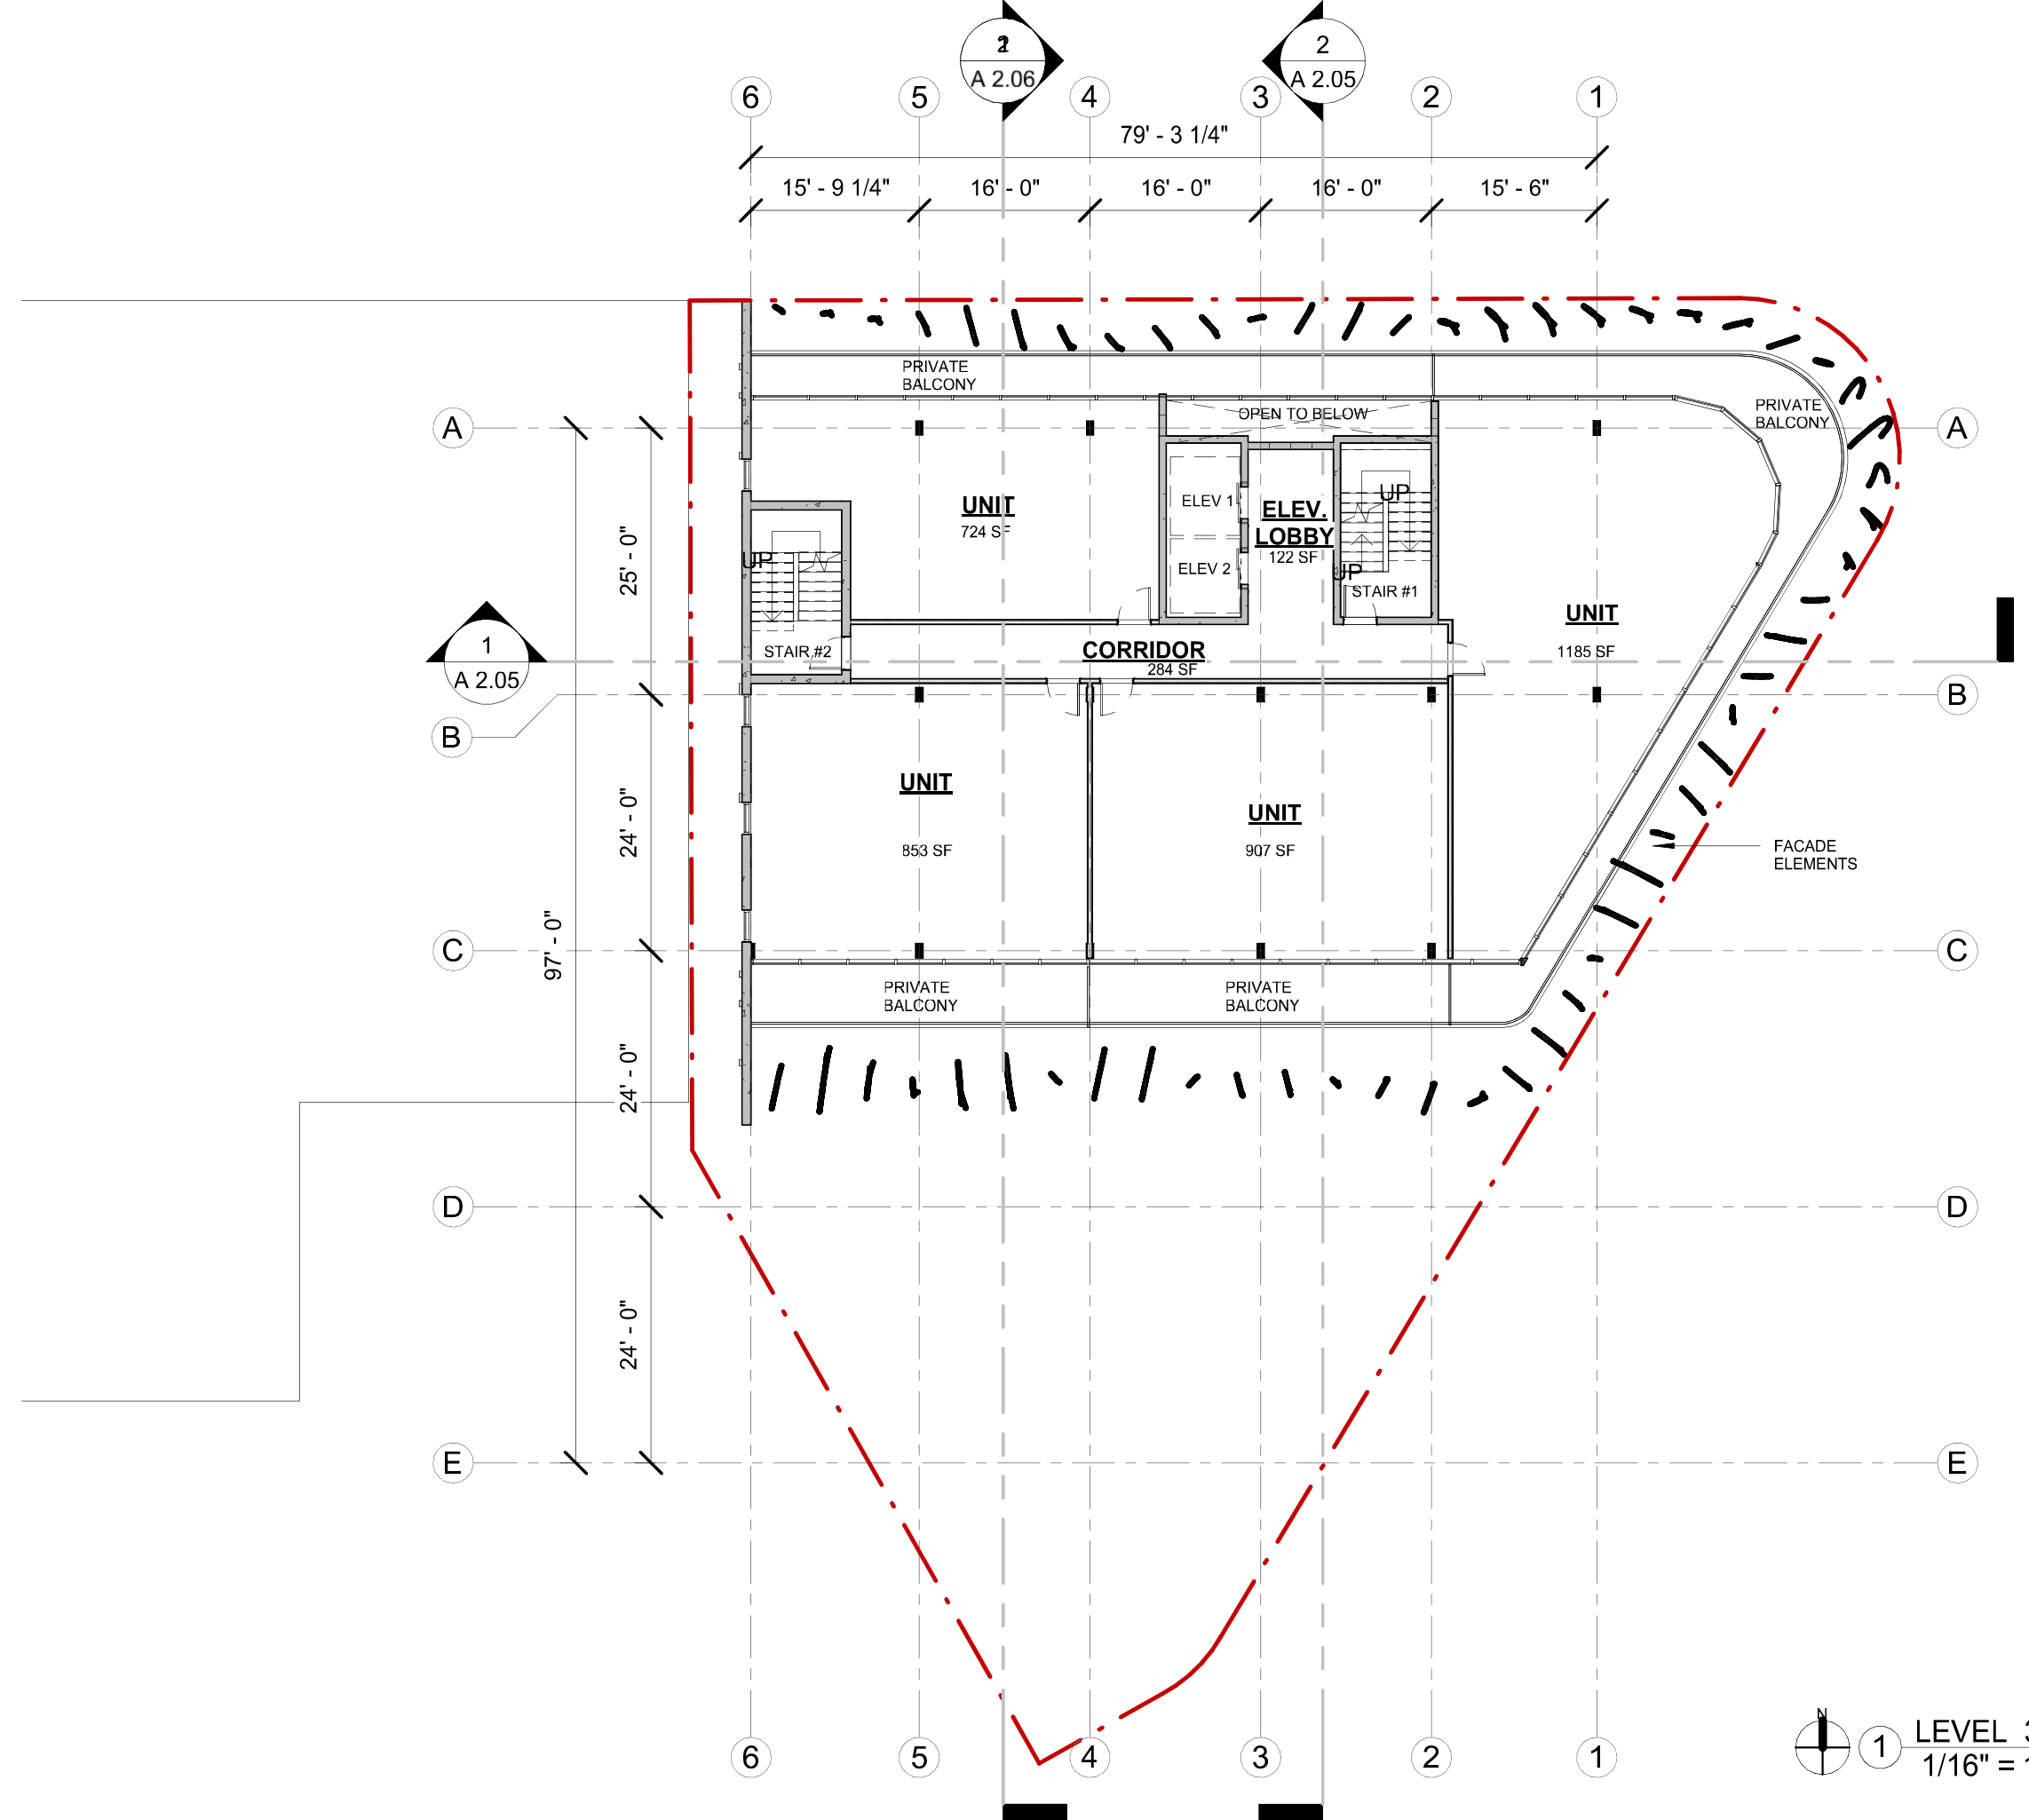 2
A 2.06
2
A 2.05
6
5
4
3
2
1
79' - 3 1/4"
15' - 9 1/4"
16' - 0"
16' - 0"
16' - 0"
15' - 6"
PRIVATE
BALCONY
PRIVATE
BALCONY
OPEN TO BELOW
A
A
UNIT
724 SF
ELEV 1
ELEV.
LOBBY
122 SF
UP
UP
25' - 0"
ELEV 2
UP
STAIR #1
UNIT
1185 SF
1
A 2.05
STAIR #2
CORRIDOR
284 SF
B
B
UNIT
853 SF
UNIT
907 SF
24' - 0"
FACADE
ELEMENTS
97' - 0"
C
C
PRIVATE
BALCONY
PRIVATE
BALCONY
24' - 0"
D
D
24' - 0"
E
E
6
5
4
3
2
1
N
1
LEVEL
1/16" =